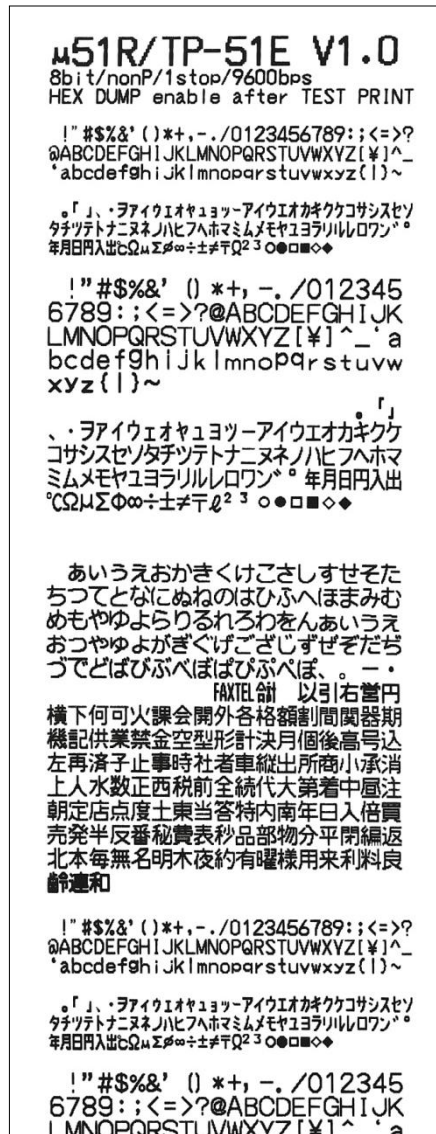 μ51R/TP-51E V1.0
8bit/nonP/1stop/9600bps
HEX DUMP enable after TEST PRINT
!"#$%&'()*+,-./0123456789:;<=>?
@ABCDEFGHIJKLMNOPQRSTUVWXYZ[¥]^_
`abcdefghijklmnopqrstuvwxyz{|}~
。「」、・ヲァィゥェォャュョッーアイウエオカキクケコサシスセソ
タチツテトナニヌネノハヒフヘホマミムメモヤユヨラリルレロワン゛゜
年月日円入出℃ΩμΣø∞÷±≠〒ℓ²³○●□■◇◆
!"#$%&'()*+,-./012345
6789:;<=>?@ABCDEFGHIJK
LMNOPQRSTUVWXYZ[¥]^_`a
bcdefghijklmnopqrstuvw
xyz{|}~
。「」
、・ヲァィゥェォャュョッーアイウエオカキクケ
コサシスセソタチツテトナニヌネノハヒフヘホマ
ミムメモヤユヨラリルレロワン゛゜年月日円入出
℃ΩμΣΦ∞÷±≠〒ℓ²³○●□■◇◆
あいうえおかきくけこさしすせそた
ちつてとなにぬねのはひふへほまみむ
めもやゆよらりるれろわをんあぃぅぇ
ぉっゃゅょがぎぐげござじずぜぞだぢ
づでどばびぶべぼぱぴぷぺぽ、。ー・
FAXTEL合計 以引右営円
横下何可火課会開外各格額割間関器期
機記供業禁金空型形計決月個後高号込
左再済子止事時社者車縦出所商小承消
上人水数正西税前全続代大第着中昼注
朝定店点度土東当答特内南年日入倍買
売発半反番秘費表秒品部物分平閉編返
北本毎無名明木夜約有曜様用来利料良
齢連和
!"#$%&'()*+,-./0123456789:;<=>?
@ABCDEFGHIJKLMNOPQRSTUVWXYZ[¥]^_
`abcdefghijklmnopqrstuvwxyz{|}~
。「」、・ヲァィゥェォャュョッーアイウエオカキクケコサシスセソ
タチツテトナニヌネノハヒフヘホマミムメモヤユヨラリルレロワン゛゜
年月日円入出℃ΩμΣø∞÷±≠〒ℓ²³○●□■◇◆
!"#$%&'()*+,-./012345
6789:;<=>?@ABCDEFGHIJK
LMNOPQRSTUVWXYZ[¥]^_`a